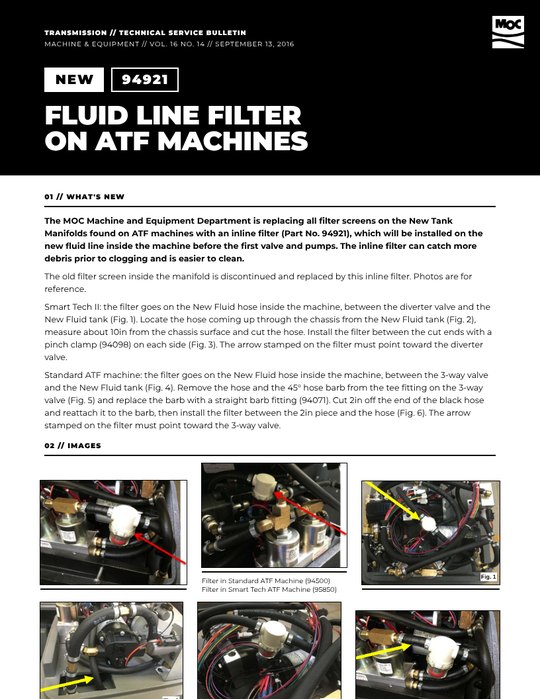 TRANSMISSION // TECHNICAL SERVICE BULLETIN
MACHINE & EQUIPMENT // VOL. 16 NO. 14 // SEPTEMBER 13, 2016
MOC
NEW 94921
FLUID LINE FILTER
ON ATF MACHINES
01 // WHAT'S NEW
The MOC Machine and Equipment Department is replacing all filter screens on the New Tank
Manifolds found on ATF machines with an inline filter (Part No. 94921), which will be installed on the
new fluid line inside the machine before the first valve and pumps. The inline filter can catch more
debris prior to clogging and is easier to clean.
The old filter screen inside the manifold is discontinued and replaced by this inline filter. Photos are for
reference.
Smart Tech II: the filter goes on the New Fluid hose inside the machine, between the diverter valve and the
New Fluid tank (Fig. 1). Locate the hose coming up through the chassis from the New Fluid tank (Fig. 2),
measure about 10in from the chassis surface and cut the hose. Install the filter between the cut ends with a
pinch clamp (94098) on each side (Fig. 3). The arrow stamped on the filter must point toward the diverter
valve.
Standard ATF machine: the filter goes on the New Fluid hose inside the machine, between the 3-way valve
and the New Fluid tank (Fig. 4). Remove the hose and the 45° hose barb from the tee fitting on the 3-way
valve (Fig. 5) and replace the barb with a straight barb fitting (94071). Cut 2in off the end of the black hose
and reattach it to the barb, then install the filter between the 2in piece and the hose (Fig. 6). The arrow
stamped on the filter must point toward the 3-way valve.
02 // IMAGES
Fig. 1
Filter in Standard ATF Machine (94500)
Filter in Smart Tech ATF Machine (95850)